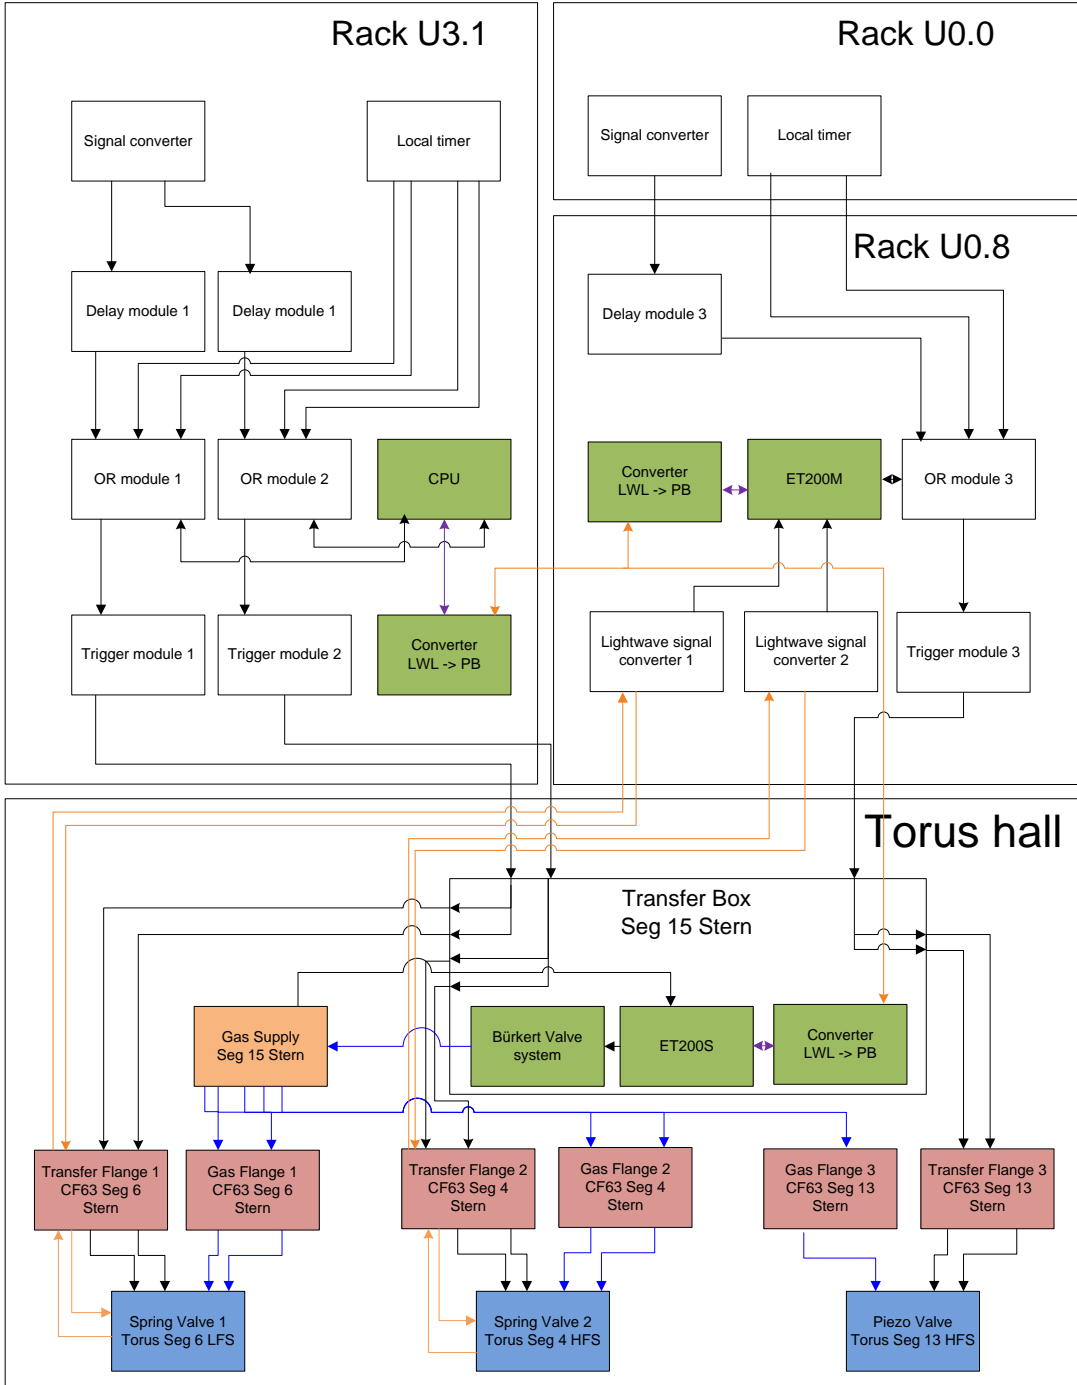 Rack U3.1
Rack U0.0
Signal converter
Local timer
Signal converter
Local timer
Rack U0.8
Delay module 1
Delay module 1
Delay module 3
OR module 1
OR module 2
CPU
Converter
LWL -> PB
ET200M
OR module 3
Trigger module 1
Trigger module 2
Converter
LWL -> PB
Lightwave signal
converter 1
Lightwave signal
converter 2
Trigger module 3
Torus hall
Transfer Box
Seg 15 Stern
Gas Supply
Seg 15 Stern
Bürkert Valve
system
ET200S
Converter
LWL -> PB
Transfer Flange 1
CF63 Seg 6
Stern
Gas Flange 1
CF63 Seg 6
Stern
Transfer Flange 2
CF63 Seg 4
Stern
Gas Flange 2
CF63 Seg 4
Stern
Gas Flange 3
CF63 Seg 13
Stern
Transfer Flange 3
CF63 Seg 13
Stern
Spring Valve 1
Torus Seg 6 LFS
Spring Valve 2
Torus Seg 4 HFS
Piezo Valve
Torus Seg 13 HFS